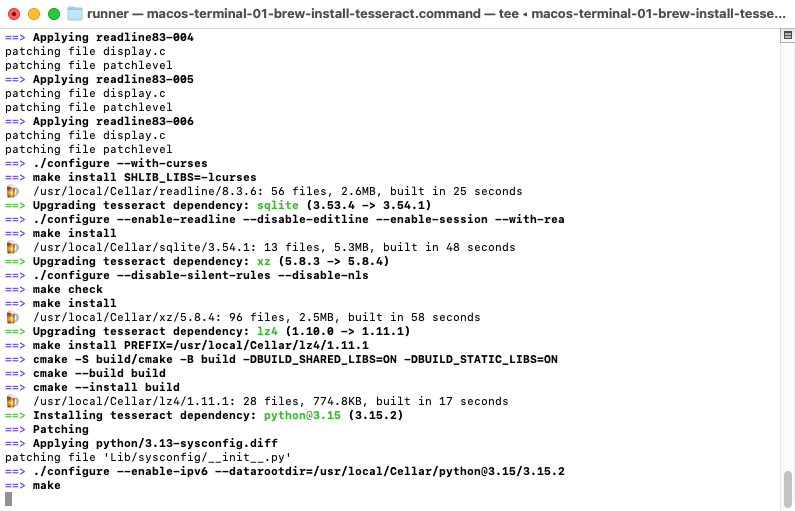 runner — macos-terminal-01-brew-install-tesseract.command — tee ◂ macos-terminal-01-brew-install-tesse...
==> Applying readline83-004
patching file display.c
patching file patchlevel
==> Applying readline83-005
patching file display.c
patching file patchlevel
==> Applying readline83-006
patching file display.c
patching file patchlevel
==> ./configure --with-curses
==> make install SHLIB_LIBS=-lcurses
🍺  /usr/local/Cellar/readline/8.3.6: 56 files, 2.6MB, built in 25 seconds
==> Upgrading tesseract dependency: sqlite (3.53.4 -> 3.54.1)
==> ./configure --enable-readline --disable-editline --enable-session --with-rea
==> make install
🍺  /usr/local/Cellar/sqlite/3.54.1: 13 files, 5.3MB, built in 48 seconds
==> Upgrading tesseract dependency: xz (5.8.3 -> 5.8.4)
==> ./configure --disable-silent-rules --disable-nls
==> make check
==> make install
🍺  /usr/local/Cellar/xz/5.8.4: 96 files, 2.5MB, built in 58 seconds
==> Upgrading tesseract dependency: lz4 (1.10.0 -> 1.11.1)
==> make install PREFIX=/usr/local/Cellar/lz4/1.11.1
==> cmake -S build/cmake -B build -DBUILD_SHARED_LIBS=ON -DBUILD_STATIC_LIBS=ON
==> cmake --build build
==> cmake --install build
🍺  /usr/local/Cellar/lz4/1.11.1: 28 files, 774.8KB, built in 17 seconds
==> Installing tesseract dependency: python@3.15 (3.15.2)
==> Patching
==> Applying python/3.13-sysconfig.diff
patching file 'Lib/sysconfig/__init__.py'
==> ./configure --enable-ipv6 --datarootdir=/usr/local/Cellar/python@3.15/3.15.2
==> make